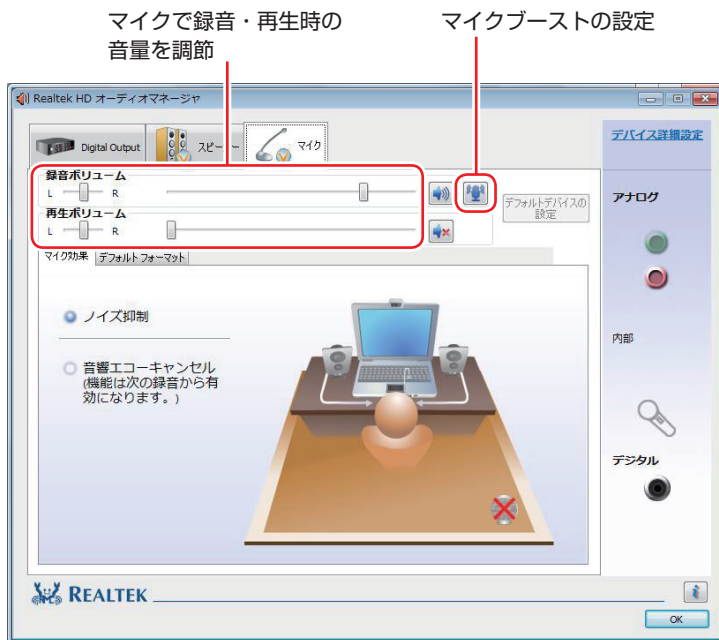 マイクで録音・再生時の
音量を調節
マイクブーストの設定
Realtek HD オーディオマネージャ
Digital Output
マイク
デバイス詳細設定
録音ボリューム
L R
デフォルトデバイスの
設定
再生ボリューム
L R
アナログ
マイク効果 デフォルトフォーマット
ノイズ抑制
音響エコーキャンセル
(機能は次の録音から有
効になります。)
内部
デジタル
REALTEK
i
OK